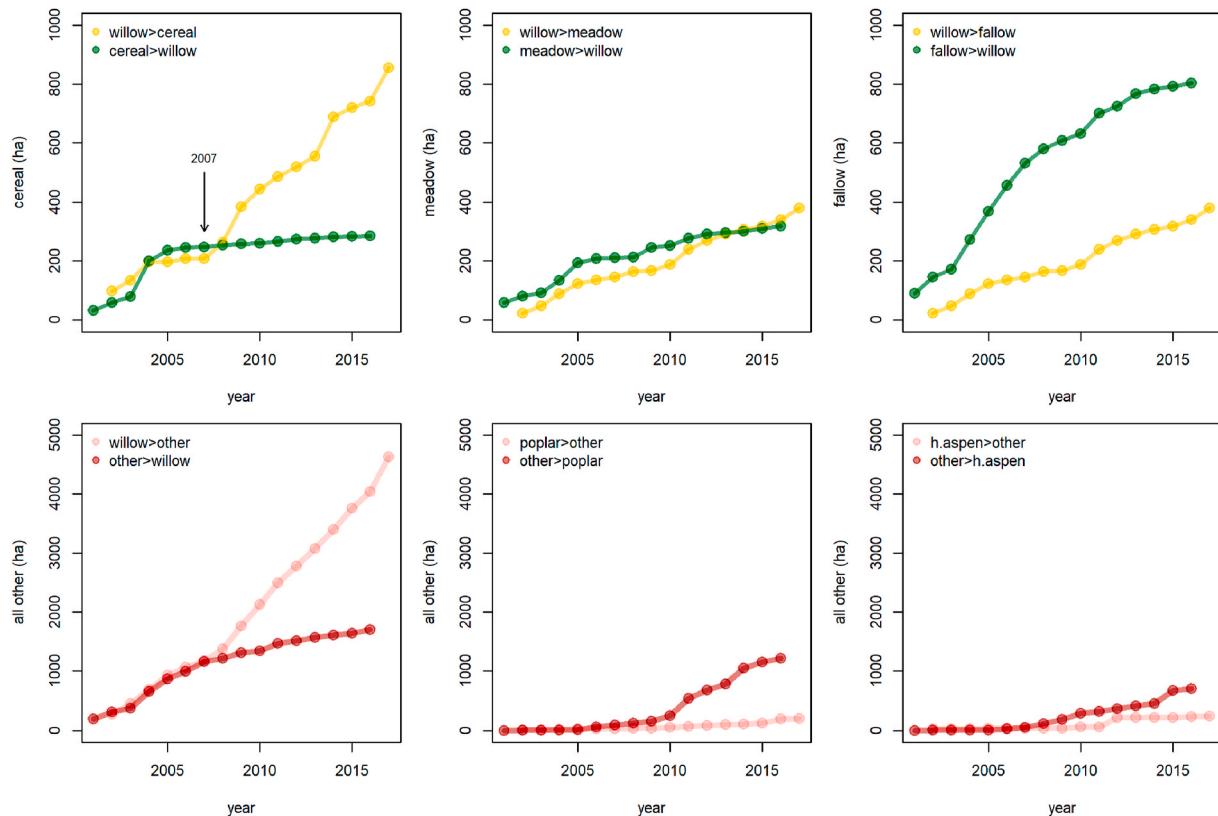 willow>cereal
cereal>willow
2007
cereal (ha)
0
200
400
600
800
1000
2005
2010
2015
year
willow>meadow
meadow>willow
meadow (ha)
0
200
400
600
800
1000
2005
2010
2015
year
willow>fallow
fallow>willow
fallow (ha)
0
200
400
600
800
1000
2005
2010
2015
year
willow>other
other>willow
all other (ha)
0
1000
2000
3000
4000
5000
2005
2010
2015
year
poplar>other
other>poplar
all other (ha)
0
1000
2000
3000
4000
5000
2005
2010
2015
year
h.aspen>other
other>h.aspen
all other (ha)
0
1000
2000
3000
4000
5000
2005
2010
2015
year